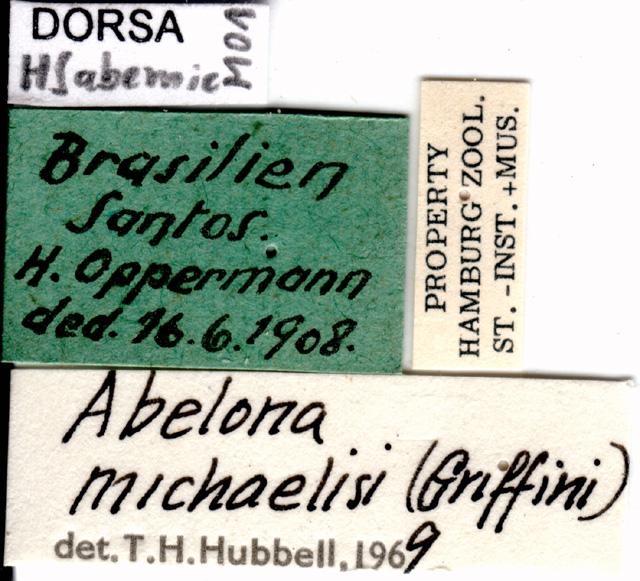 DORSA
Brasilien
Santos.
H. Oppermann
ded. 16.6.1908.
PROPERTY
HAMBURG ZOOL.
ST.-INST.+MUS.
Abelona
michaelisi (Griffini)
det. T.H. Hubbell, 1969